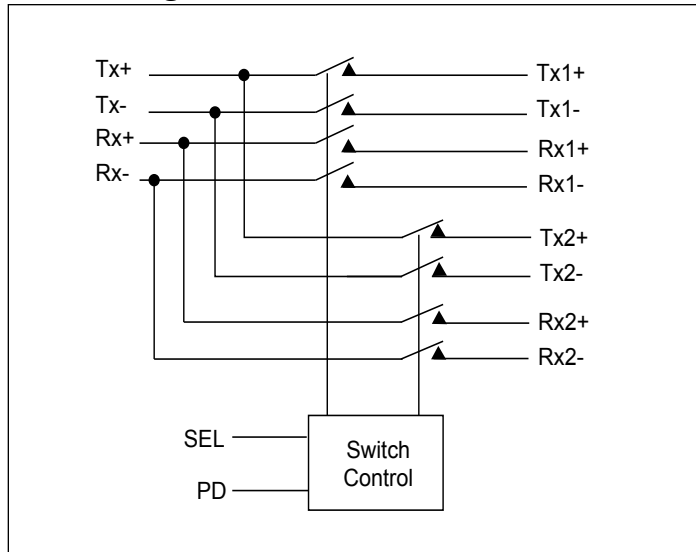 Tx+
Tx-
Rx+
Rx-
Tx1+
Tx1-
Rx1+
Rx1-
Tx2+
Tx2-
Rx2+
Rx2-
SEL
PD
Switch
Control